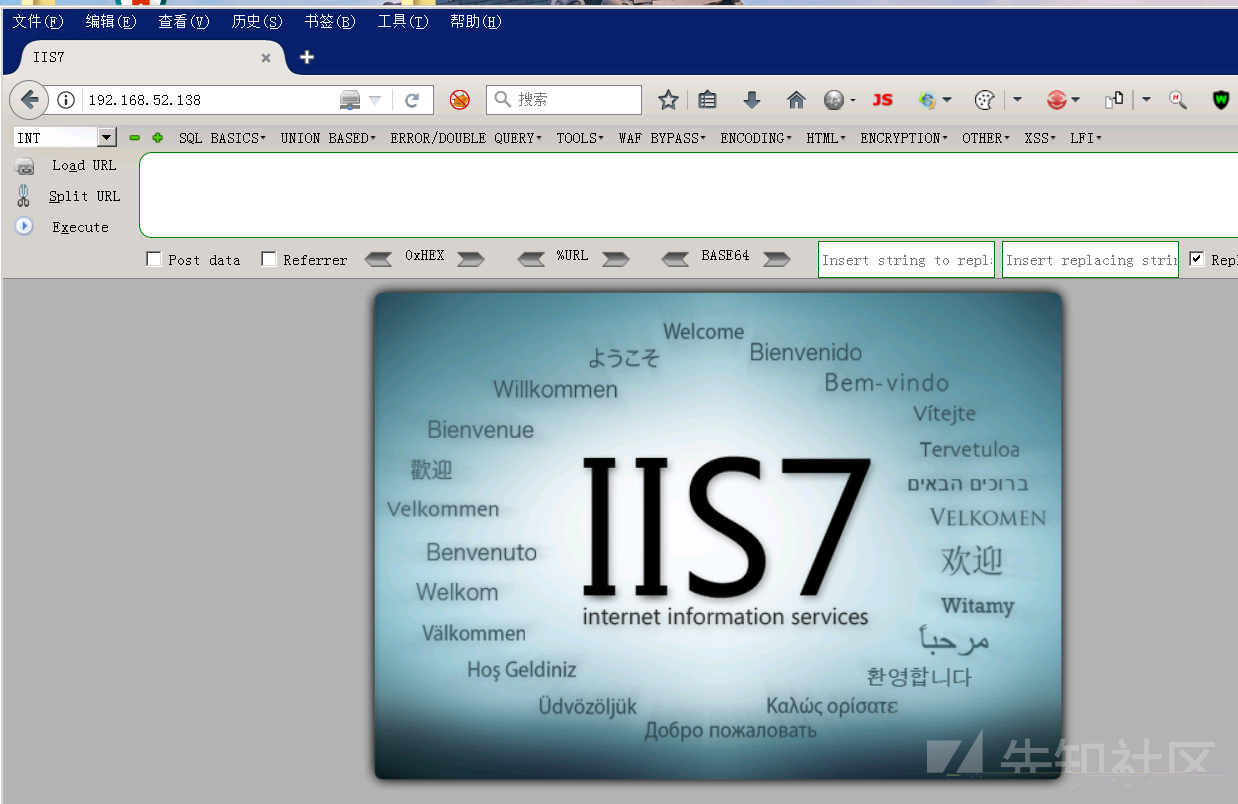 文件(F) 编辑(E) 查看(V) 历史(S) 书签(B) 工具(T) 帮助(H)
IIS7
192.168.52.138 搜索 JS
INT SQL BASICS UNION BASED ERROR/DOUBLE QUERY TOOLS WAF BYPASS ENCODING HTML ENCRYPTION OTHER XSS LFI
Load URL
Split URL
Execute
Post data Referrer 0xHEX %URL BASE64 Insert string to repl Insert replacing strin Repl
Welcome
ようこそ
Bienvenido
Willkommen
Bem-vindo
Vítejte
Bienvenue
Tervetuloa
歡迎
ברוכים הבאים
Velkommen
VELKOMEN
Benvenuto
欢迎
Welkom
Witamy
Välkommen
مرحباً
Hoş Geldiniz
환영합니다
Üdvözöljük
Καλώς ορίσατε
Добро пожаловать
IIS7
internet information services
先知社区